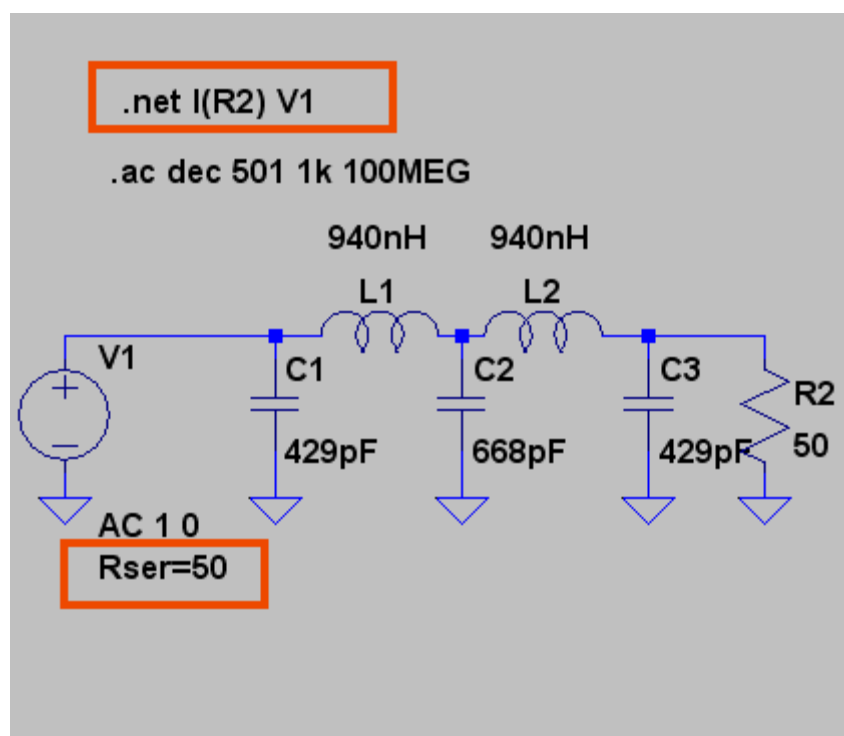 .net I(R2) V1
.ac dec 501 1k 100MEG
940nH 940nH
L1 L2
V1 C1 C2 C3 R2
429pF 668pF 429pF 50
AC 1 0
Rser=50